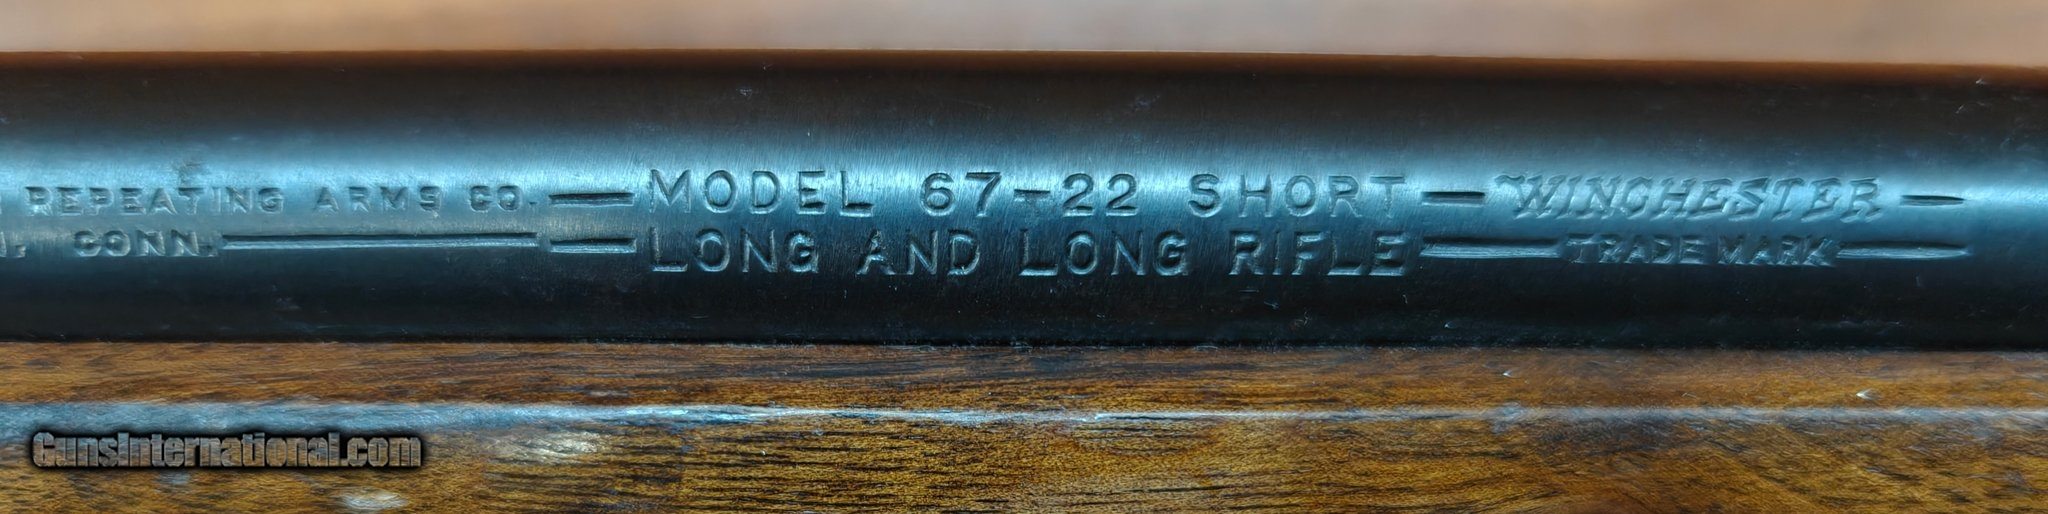 REPEATING ARMS CO. MODEL 67-22 SHORT WINCHESTER
CONN. LONG AND LONG RIFLE TRADE MARK
GunsInternational.com